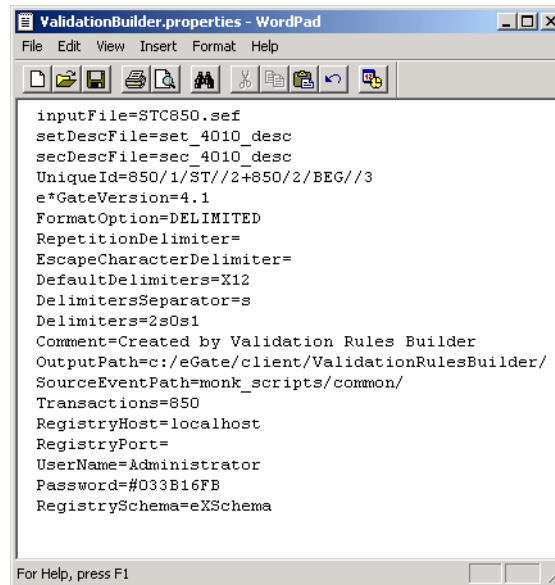 ValidationBuilder.properties - WordPad
File Edit View Insert Format Help
inputFile=STC850.sef
setDescFile=set_4010_desc
secDescFile=sec_4010_desc
UniqueId=850/1/ST//2+850/2/BEG//3
e*GateVersion=4.1
FormatOption=DELIMITED
RepetitionDelimiter=
EscapeCharacterDelimiter=
DefaultDelimiters=X12
DelimitersSeparator=s
Delimiters=2s0s1
Comment=Created by Validation Rules Builder
OutputPath=c:/eGate/client/ValidationRulesBuilder/
SourceEventPath=monk_scripts/common/
Transactions=850
RegistryHost=localhost
RegistryPort=
UserName=Administrator
Password=#033B16FB
RegistrySchema=eXSchema
For Help, press F1